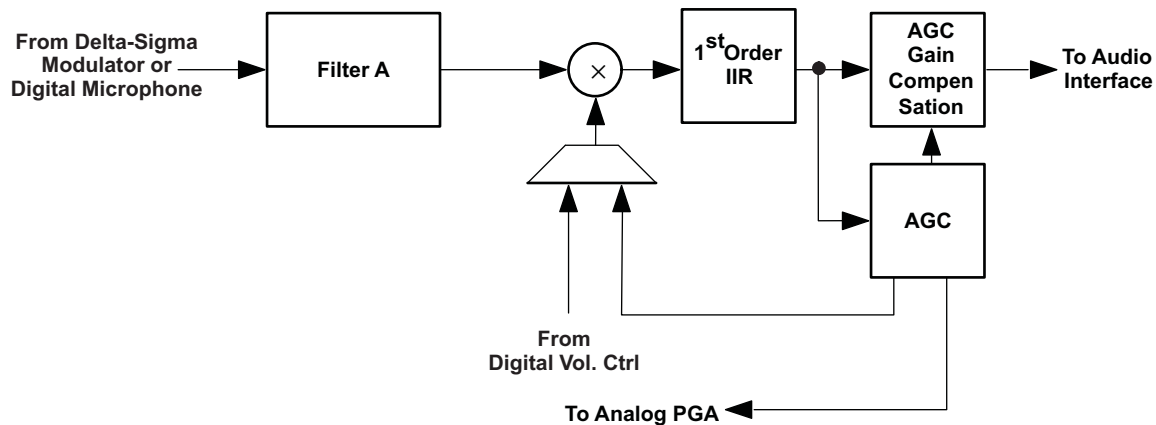 From Delta-Sigma
Modulator or
Digital Microphone
Filter A
×
1st Order
IIR
AGC
Gain
Compen
Sation
To Audio
Interface
AGC
From
Digital Vol. Ctrl
To Analog PGA